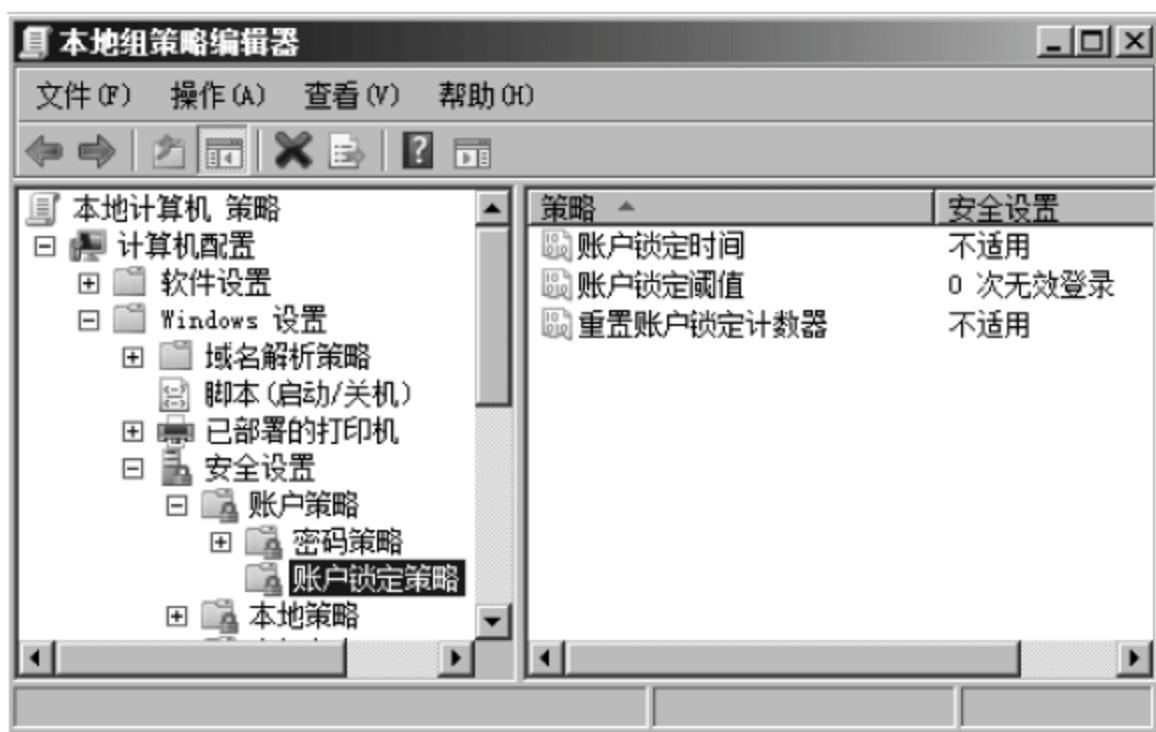 本地组策略编辑器
文件(F) 操作(A) 查看(V) 帮助(H)
本地计算机 策略
计算机配置
软件设置
Windows 设置
域名解析策略
脚本(启动/关机)
已部署的打印机
安全设置
账户策略
密码策略
账户锁定策略
本地策略
策略 安全设置
账户锁定时间 不适用
账户锁定阈值 0 次无效登录
重置账户锁定计数器 不适用